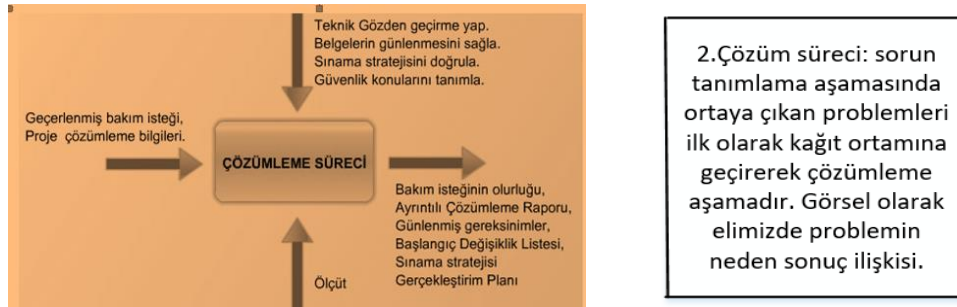 Teknik Gözden geçirme yap.
Belgelerin günlenmesini sağla.
Sınama stratejisini doğrula.
Güvenlik konularını tanımla.
Geçerlenmiş bakım isteği,
Proje çözümleme bilgileri.
ÇÖZÜMLEME SÜRECİ
Bakım isteğinin olurluğu,
Ayrıntılı Çözümleme Raporu,
Günlenmiş gereksinimler,
Başlangıç Değişiklik Listesi,
Sınama stratejisi
Gerçekleştirim Planı
Ölçüt
2.Çözüm süreci: sorun
tanımlama aşamasında
ortaya çıkan problemleri
ilk olarak kağıt ortamına
geçirerek çözümleme
aşamadır. Görsel olarak
elimizde problemin
neden sonuç ilişkisi.